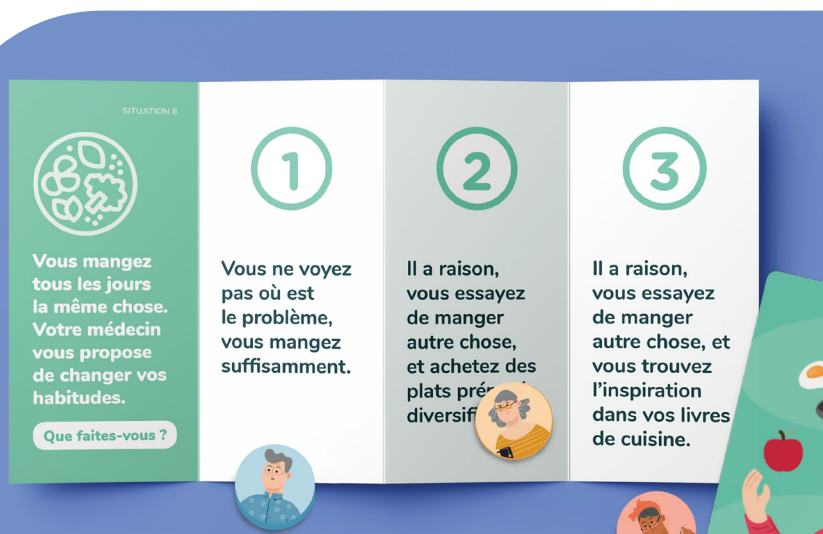 SITUATION 8
Vous mangez
tous les jours
la même chose.
Votre médecin
vous propose
de changer vos
habitudes.
Que faites-vous ?
1
Vous ne voyez
pas où est
le problème,
vous mangez
suffisamment.
2
Il a raison,
vous essayez
de manger
autre chose,
et achetez des
plats
3
Il a raison,
vous essayez
de manger
autre chose, et
vous trouvez
l’inspiration
dans vos livres
de cuisine.